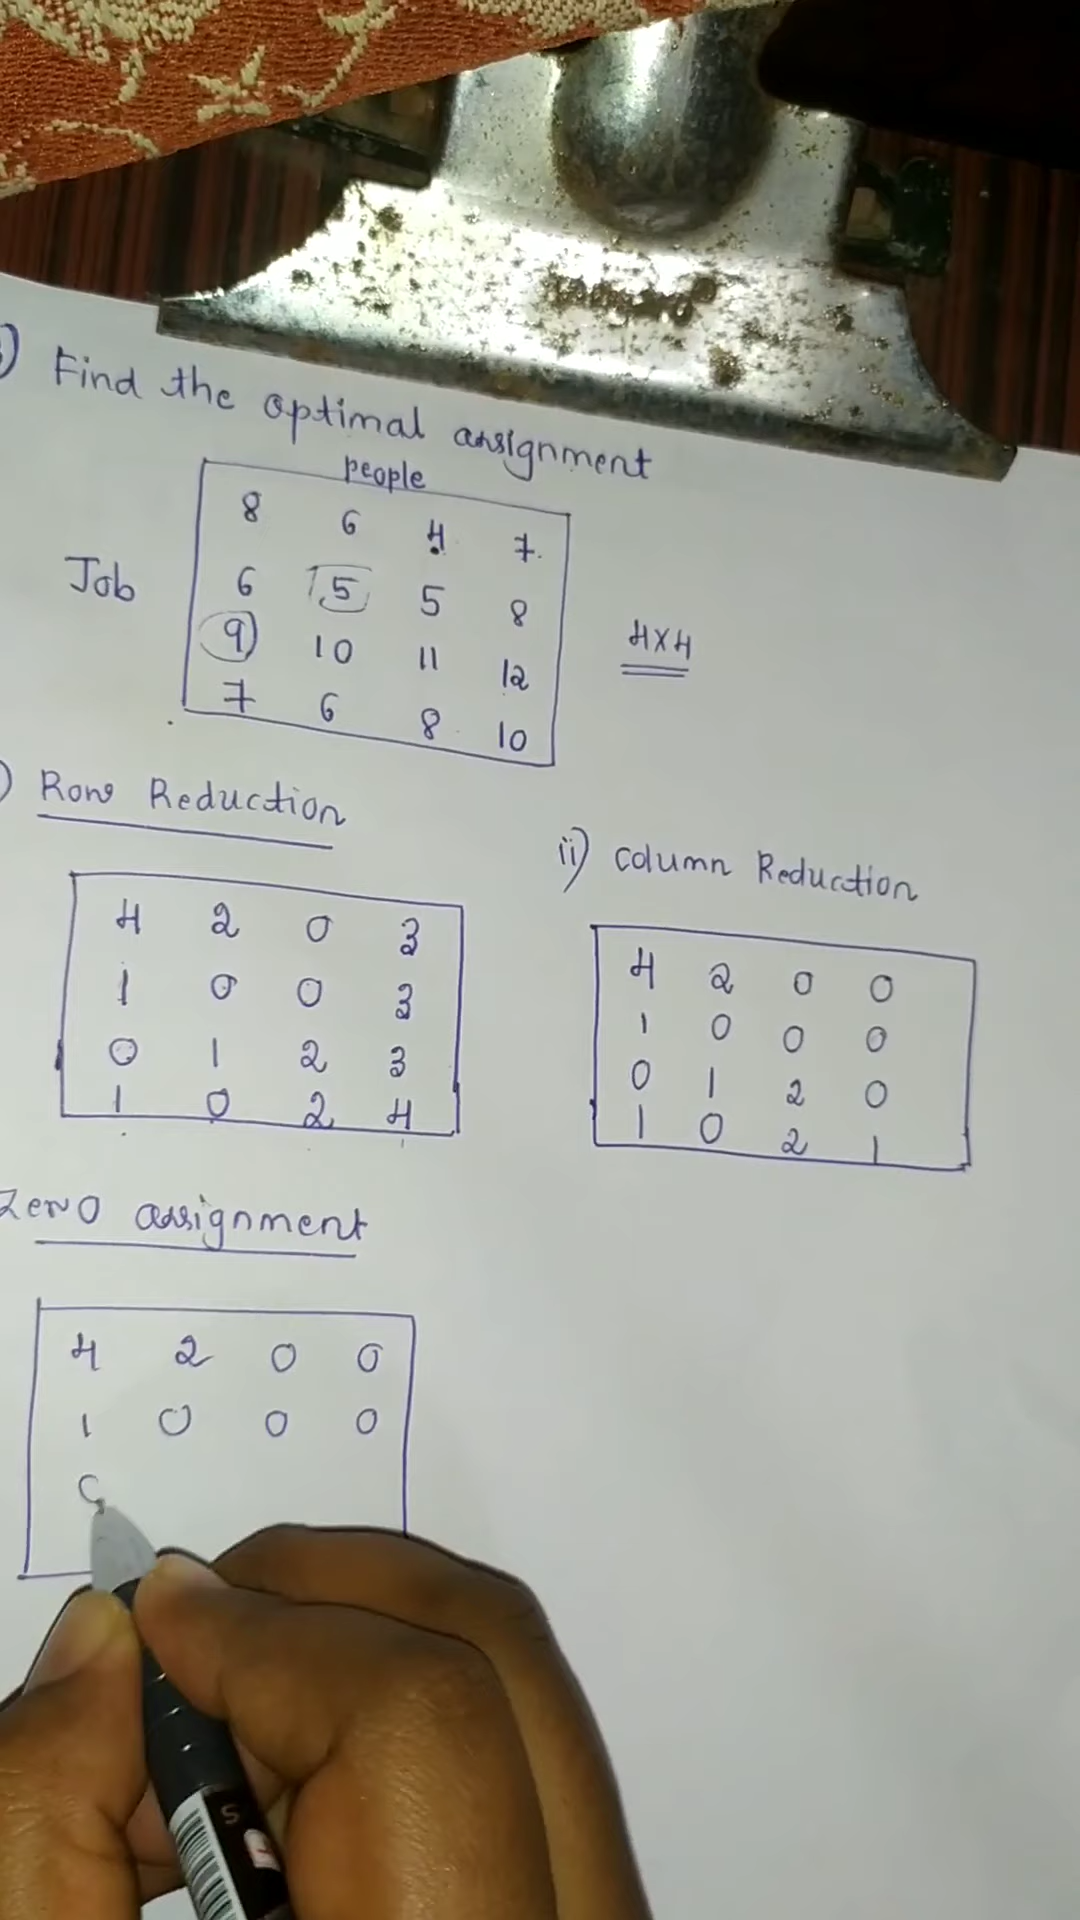 ) Find the optimal assignment
people
Job
8 6 4 7.
6 5 5 8
9 10 11 12
7 6 8 10
4x4
) Row Reduction
4 2 0 3
1 0 0 3
0 1 2 3
1 0 2 4
ii) column Reduction
4 2 0 0
1 0 0 0
0 1 2 0
1 0 2 1
Zero assignment
4 2 0 0
1 0 0 0
S